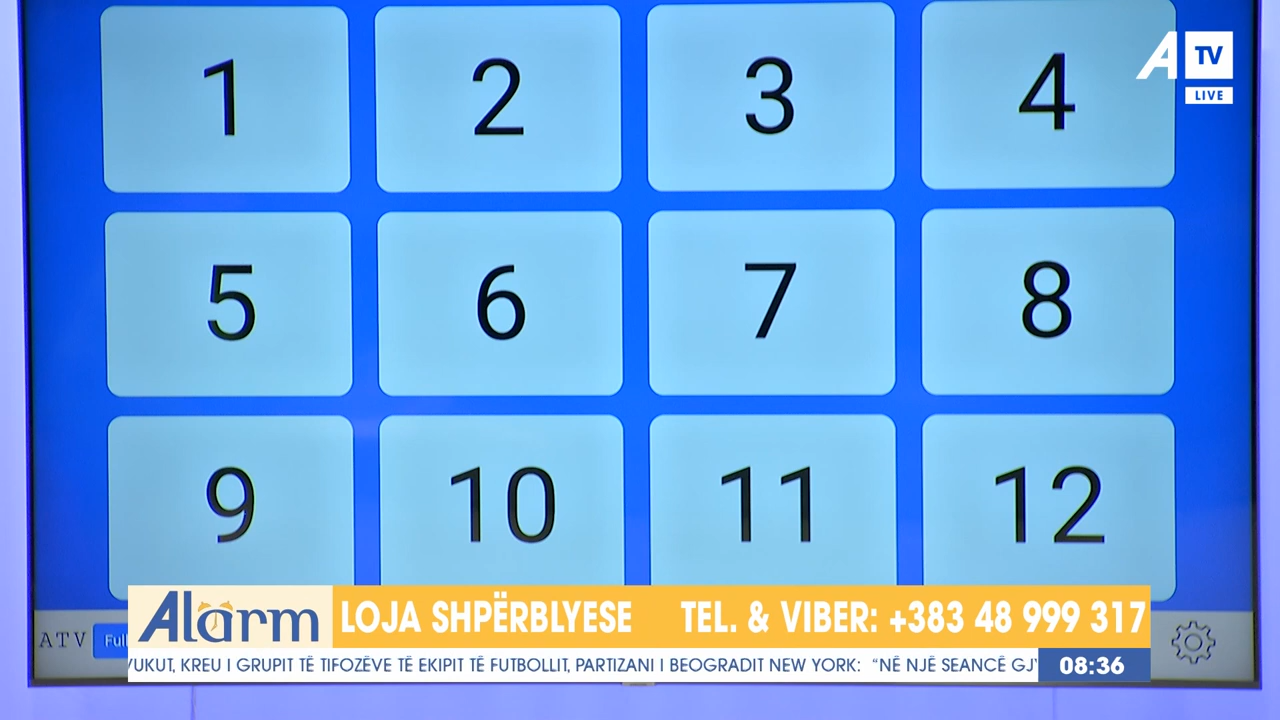 1 2 3 4
TV
LIVE
5 6 7 8
9 10 11 12
ATV
Alarm LOJA SHPËRBLYESE TEL. & VIBER: +383 48 999 317
KREU I GRUPIT TË TIFOZËVE TË EKIPIT TË FUTBOLLIT, PARTIZANI I BEOGRADIT NEW YORK: “NË NJË SEANCË 08:36